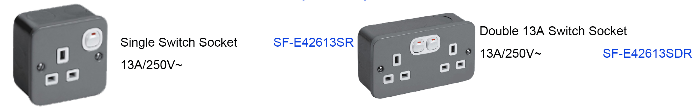 Single Switch Socket SF-E42613SR
13A/250V~
Double 13A Switch Socket
13A/250V~ SF-E42613SDR